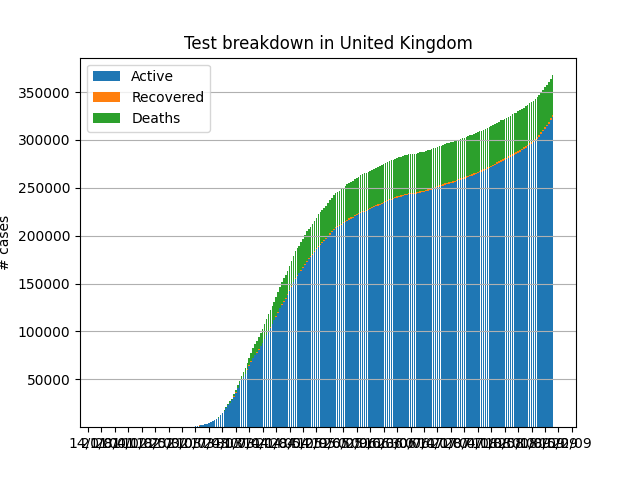 Test breakdown in United Kingdom
Active
Recovered
Deaths
350000
300000
250000
200000
150000
100000
50000
# cases